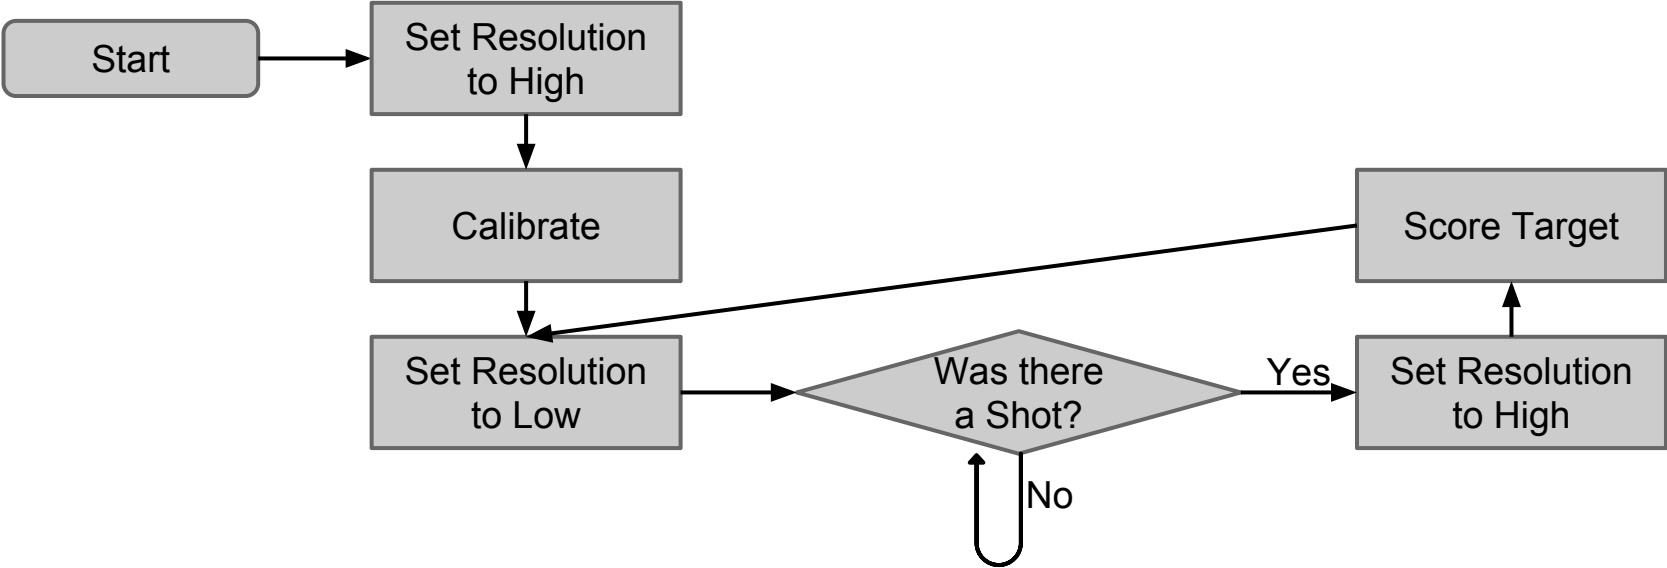 Start
Set Resolution
to High
Calibrate
Score Target
Set Resolution
to Low
Was there
a Shot?
Yes
Set Resolution
to High
No